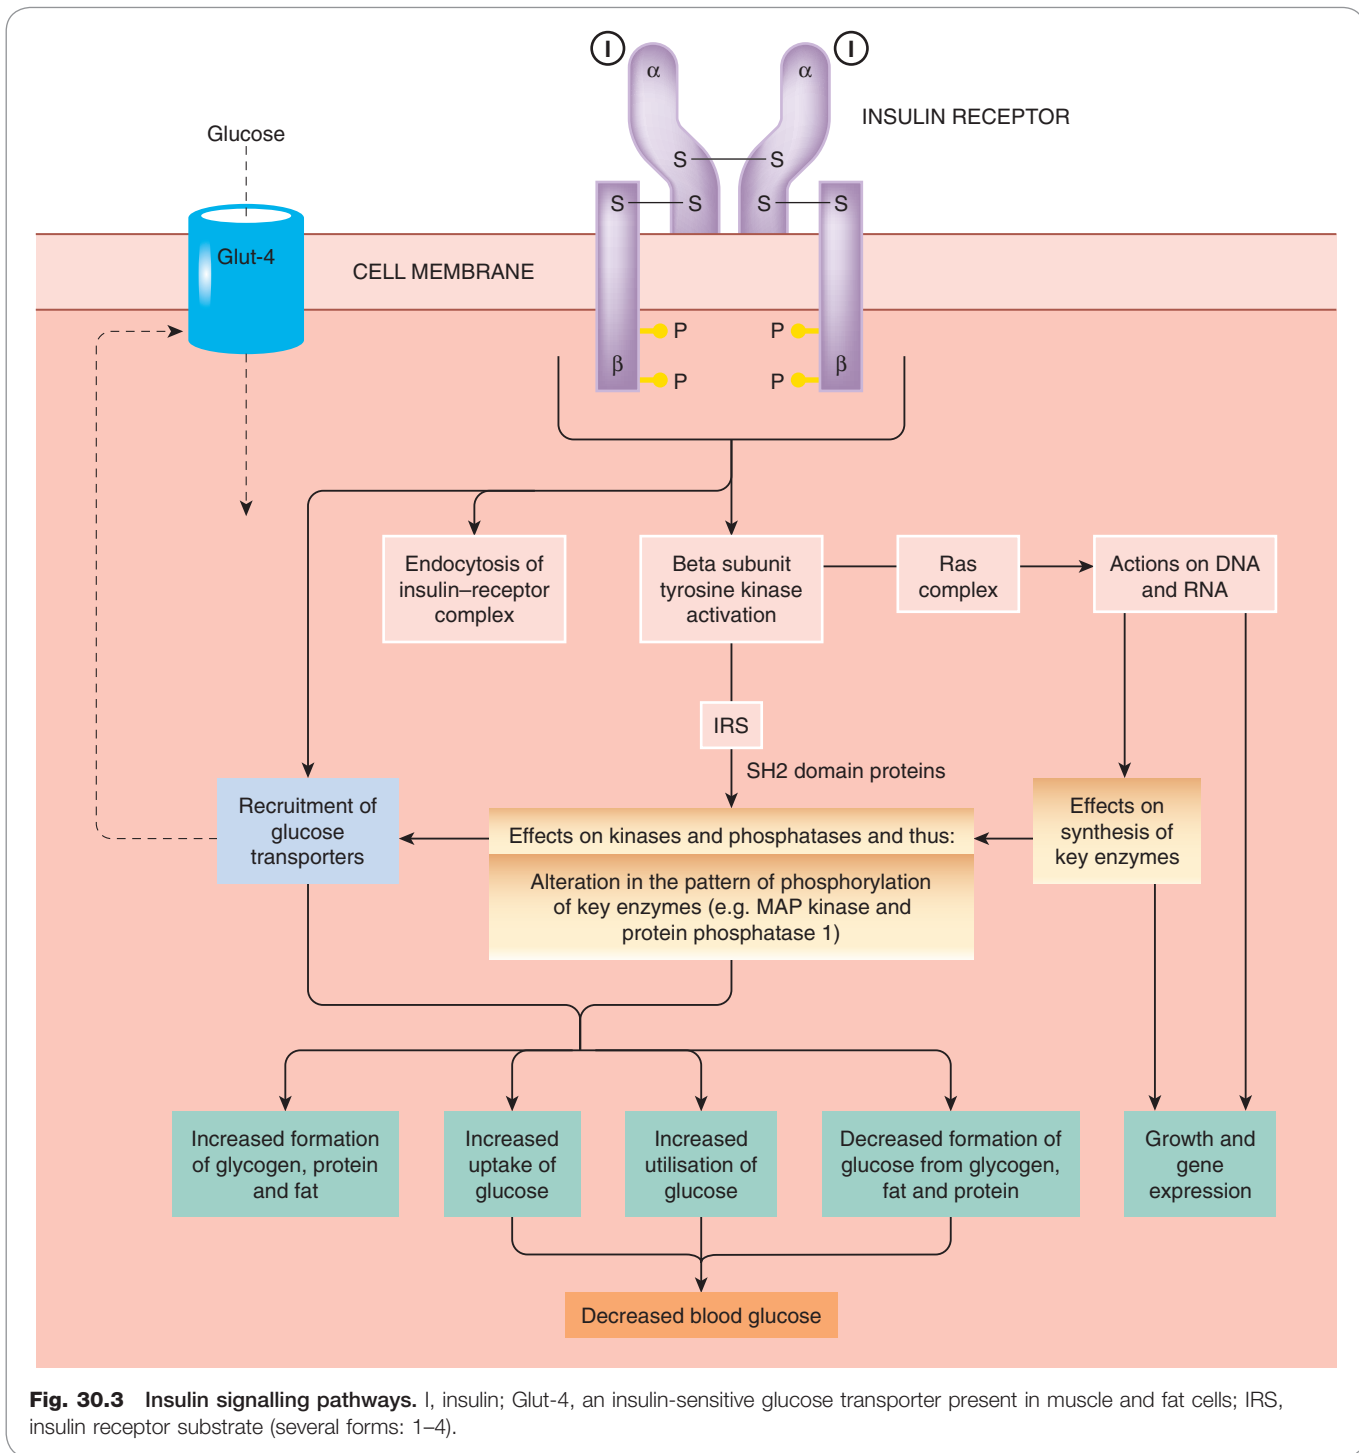 I
I
α
α
INSULIN RECEPTOR
Glucose
S S
S S S S
Glut-4
CELL MEMBRANE
P P
β β
P P
Endocytosis of
insulin–receptor
complex
Beta subunit
tyrosine kinase
activation
Ras
complex
Actions on DNA
and RNA
IRS
SH2 domain proteins
Recruitment of
glucose
transporters
Effects on kinases and phosphatases and thus:
Alteration in the pattern of phosphorylation
of key enzymes (e.g. MAP kinase and
protein phosphatase 1)
Effects on
synthesis of
key enzymes
Increased formation
of glycogen, protein
and fat
Increased
uptake of
glucose
Increased
utilisation of
glucose
Decreased formation of
glucose from glycogen,
fat and protein
Growth and
gene
expression
Decreased blood glucose
Fig. 30.3 Insulin signalling pathways. I, insulin; Glut-4, an insulin-sensitive glucose transporter present in muscle and fat cells; IRS,
insulin receptor substrate (several forms: 1–4).